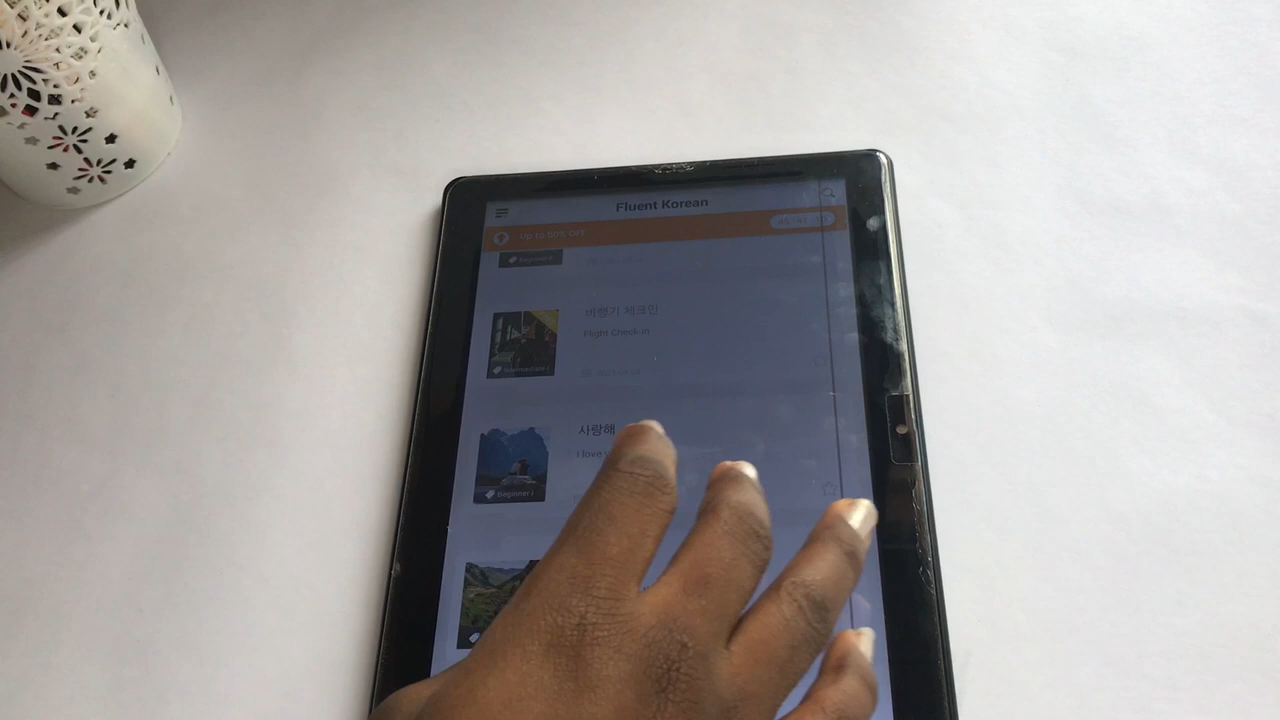 Fluent Korean
Up to 50% OFF
Beginner I
비행기 체크인
Flight Check-in
Intermediate I
사랑해
I love
Beginner I